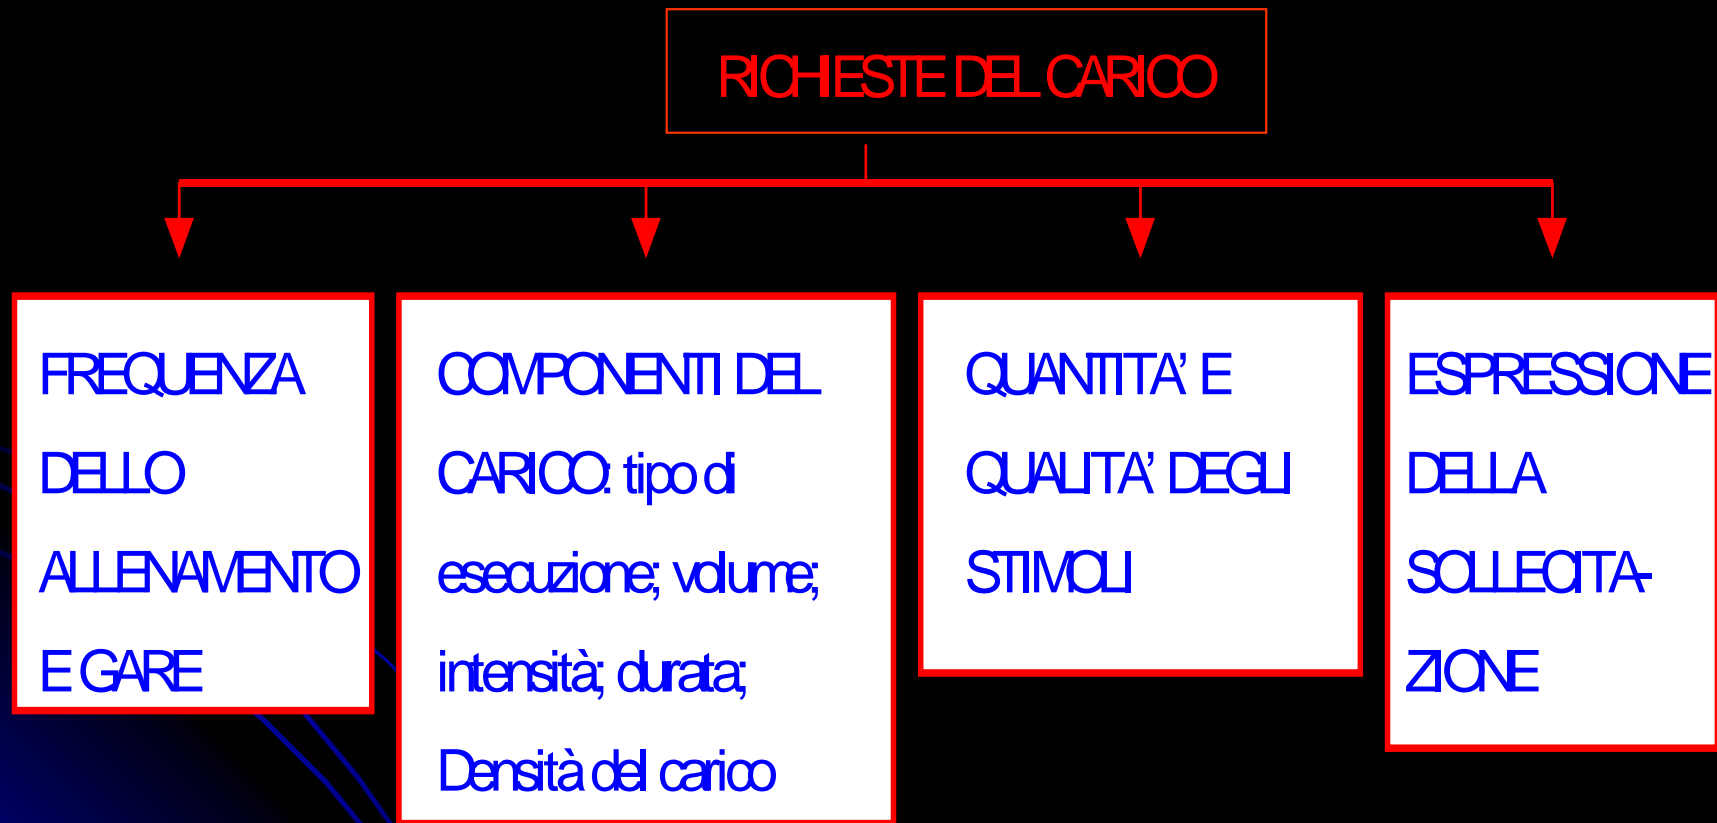 RICHIESTE DEL CARICO
FREQUENZA
DELLO
ALLENAMENTO
E GARE
COMPONENTI DEL
CARICO: tipo di
esecuzione; volume;
intensità; durata;
Densità del carico
QUANTITA’ E
QUALITA’ DEGLI
STIMOLI
ESPRESSIONE
DELLA
SOLLECITA-
ZIONE